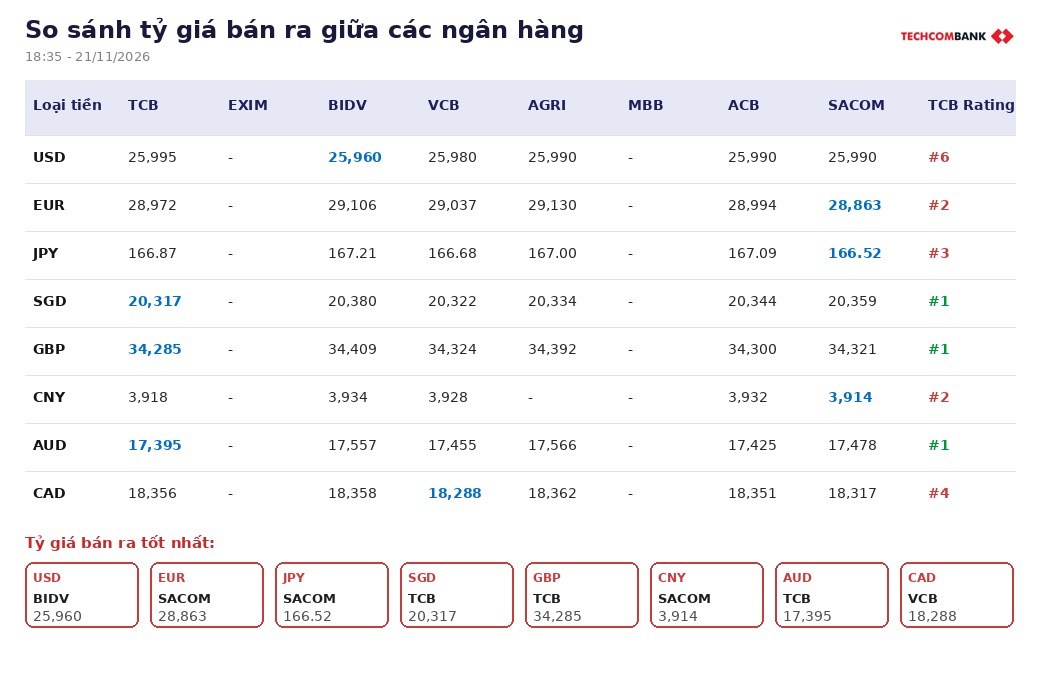 So sánh tỷ giá bán ra giữa các ngân hàng
18:35 - 21/11/2026
TECHCOMBANK
Loại tiền TCB EXIM BIDV VCB AGRI MBB ACB SACOM TCB Rating
USD 25,995 - 25,960 25,980 25,990 - 25,990 25,990 #6
EUR 28,972 - 29,106 29,037 29,130 - 28,994 28,863 #2
JPY 166.87 - 167.21 166.68 167.00 - 167.09 166.52 #3
SGD 20,317 - 20,380 20,322 20,334 - 20,344 20,359 #1
GBP 34,285 - 34,409 34,324 34,392 - 34,300 34,321 #1
CNY 3,918 - 3,934 3,928 - - 3,932 3,914 #2
AUD 17,395 - 17,557 17,455 17,566 - 17,425 17,478 #1
CAD 18,356 - 18,358 18,288 18,362 - 18,351 18,317 #4
Tỷ giá bán ra tốt nhất:
USD EUR JPY SGD GBP CNY AUD CAD
BIDV SACOM SACOM TCB TCB SACOM TCB VCB
25,960 28,863 166.52 20,317 34,285 3,914 17,395 18,288